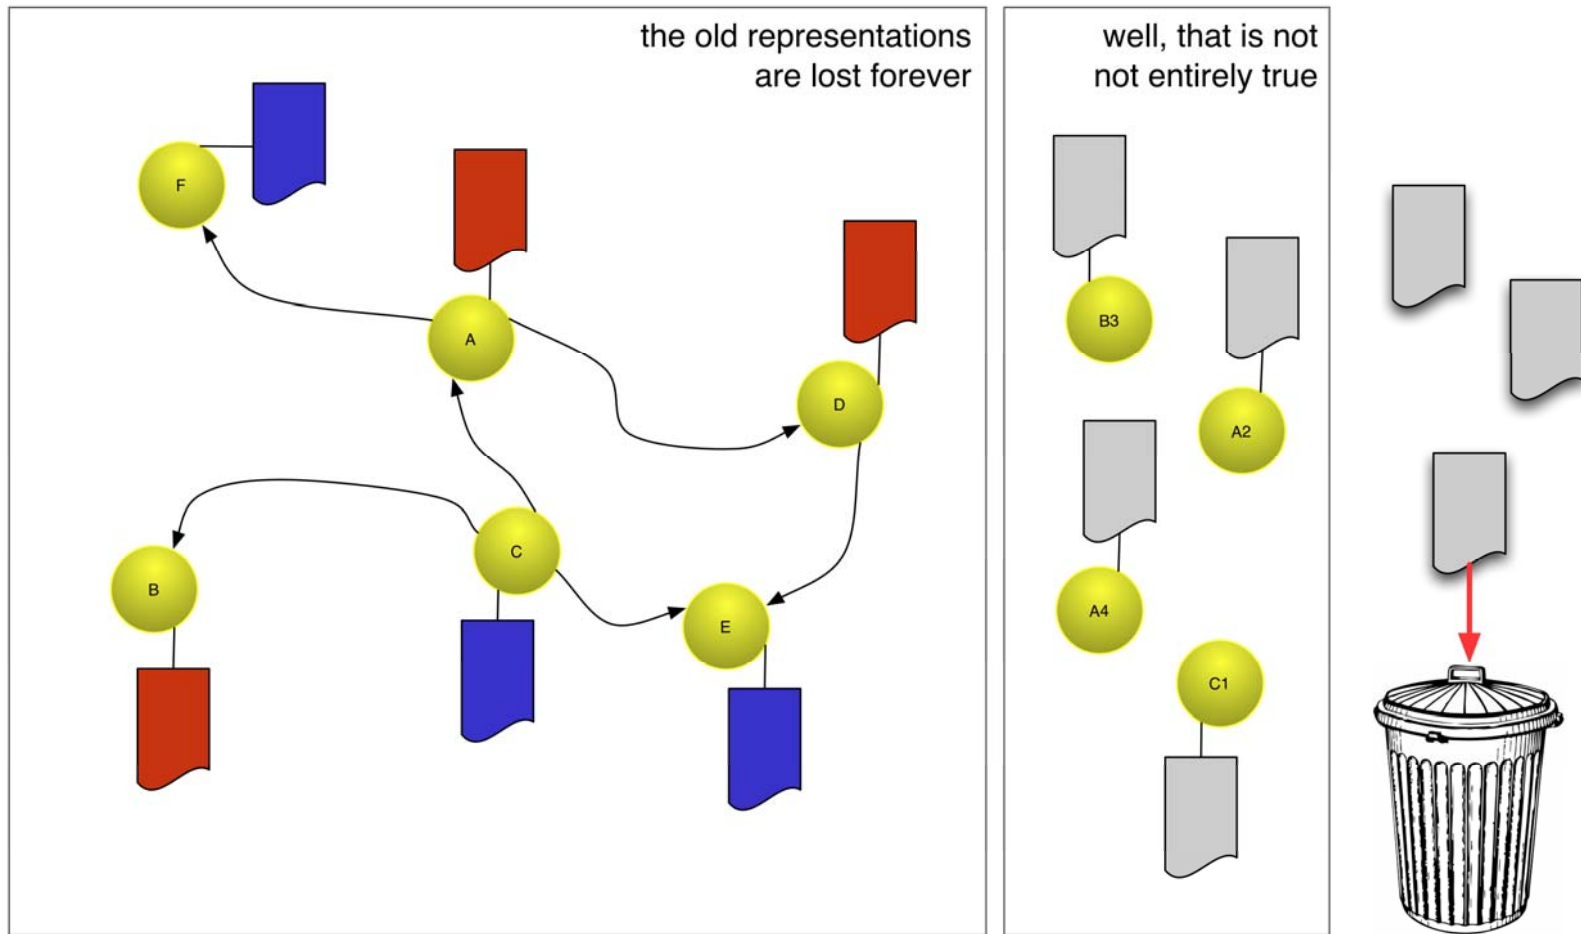 the old representations
are lost forever
well, that is not
not entirely true
F
A
D
C
B
E
B3
A2
A4
C1